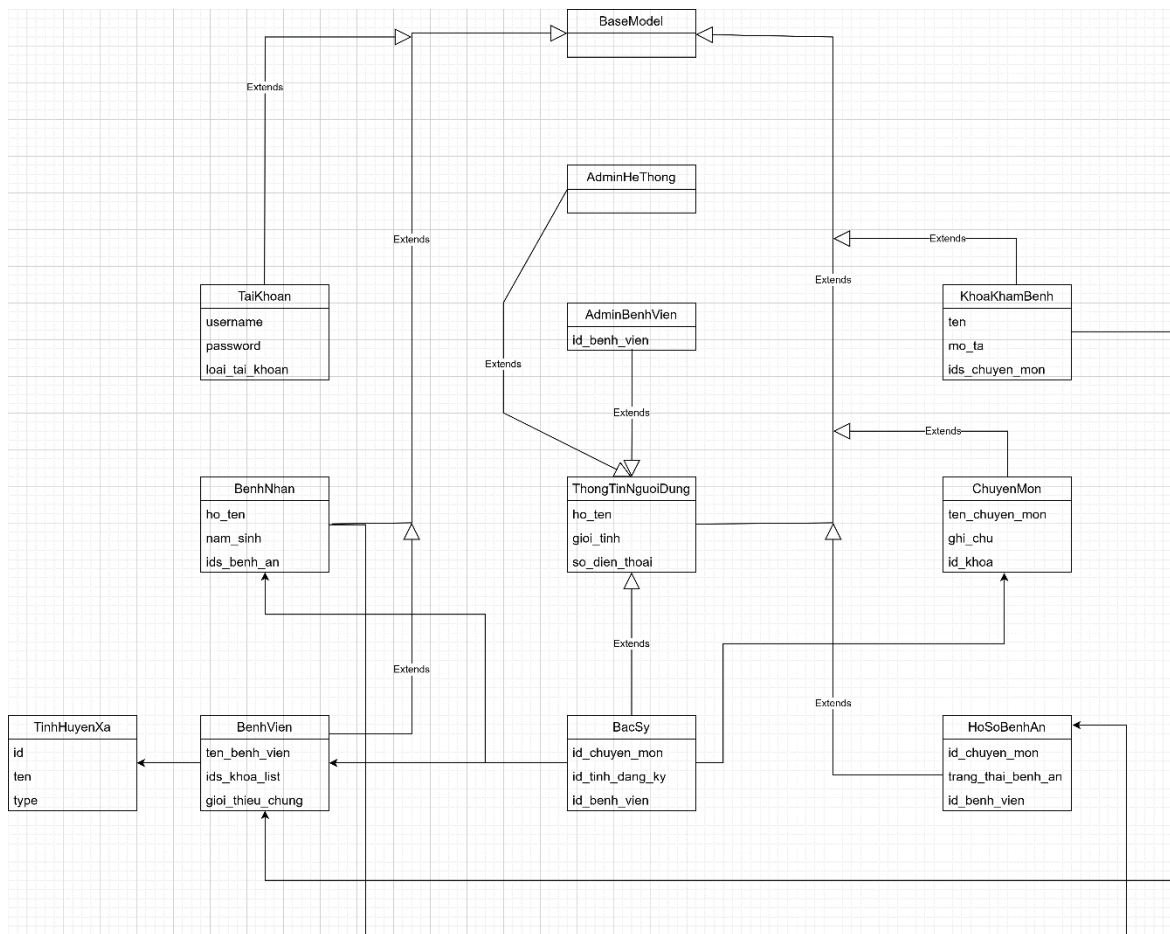 BaseModel
Extends
AdminHeThong
Extends
Extends
Extends
TaiKhoan
username
password
loai_tai_khoan
AdminBenhVien
id_benh_vien
KhoaKhamBenh
ten
mo_ta
ids_chuyen_mon
Extends
Extends
Extends
Extends
BenhNhan
ho_ten
nam_sinh
ids_benh_an
ThongTinNguoiDung
ho_ten
gioi_tinh
so_dien_thoai
ChuyenMon
ten_chuyen_mon
ghi_chu
id_khoa
Extends
Extends
Extends
TinhHuyenXa
id
ten
type
BenhVien
ten_benh_vien
ids_khoa_list
gioi_thieu_chung
BacSy
id_chuyen_mon
id_tinh_dang_ky
id_benh_vien
HoSoBenhAn
id_chuyen_mon
trang_thai_benh_an
id_benh_vien